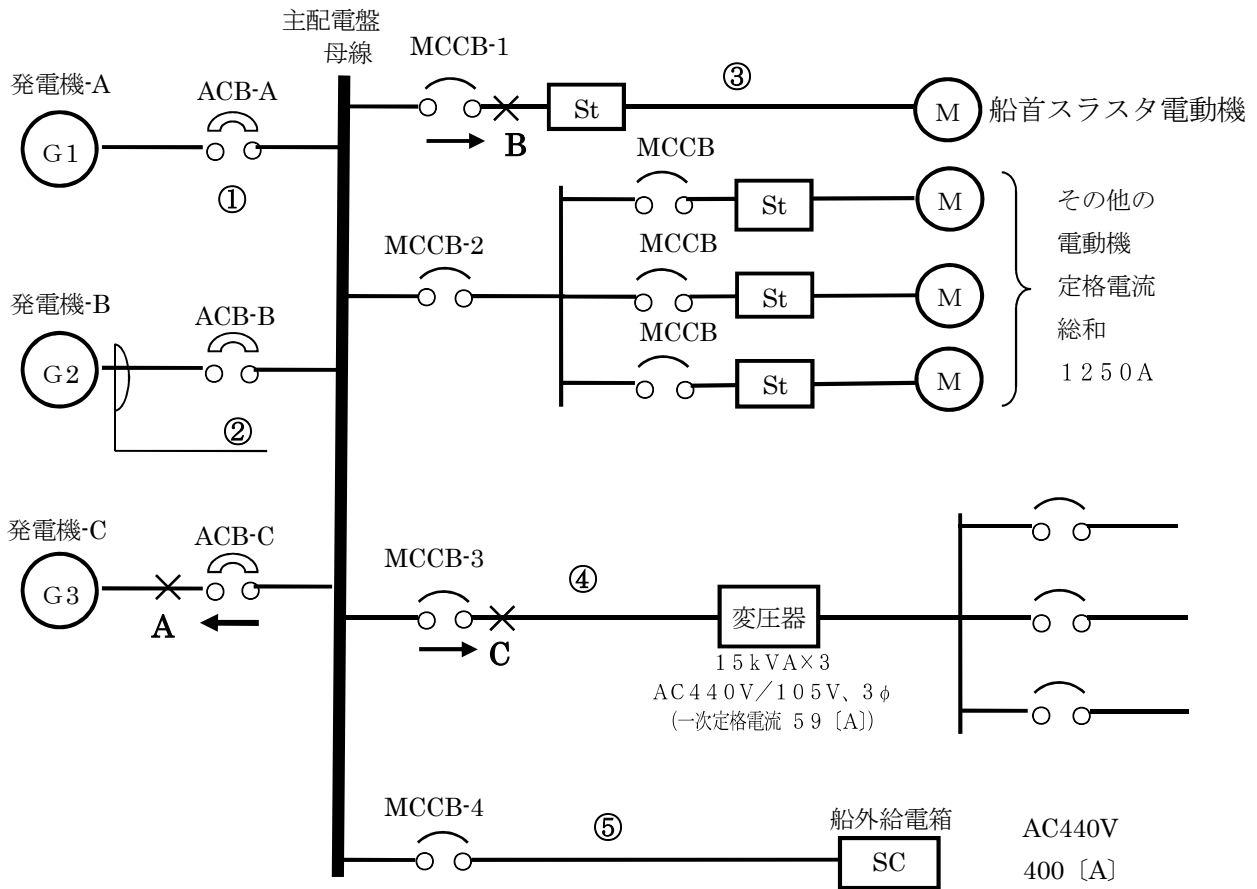 主配電盤
母線
MCCB-1
発電機-A
ACB-A
G1
①
St
③
M
船首スラスタ電動機
B
MCCB
St
M
MCCB-2
MCCB
St
M
MCCB
St
M
その他の
電動機
定格電流
総和
1250A
発電機-B
ACB-B
G2
②
発電機-C
ACB-C
G3
A
MCCB-3
④
C
変圧器
15kVA×3
AC440V/105V、3φ
(一次定格電流 59〔A〕)
MCCB-4
⑤
船外給電箱
SC
AC440V
400〔A〕